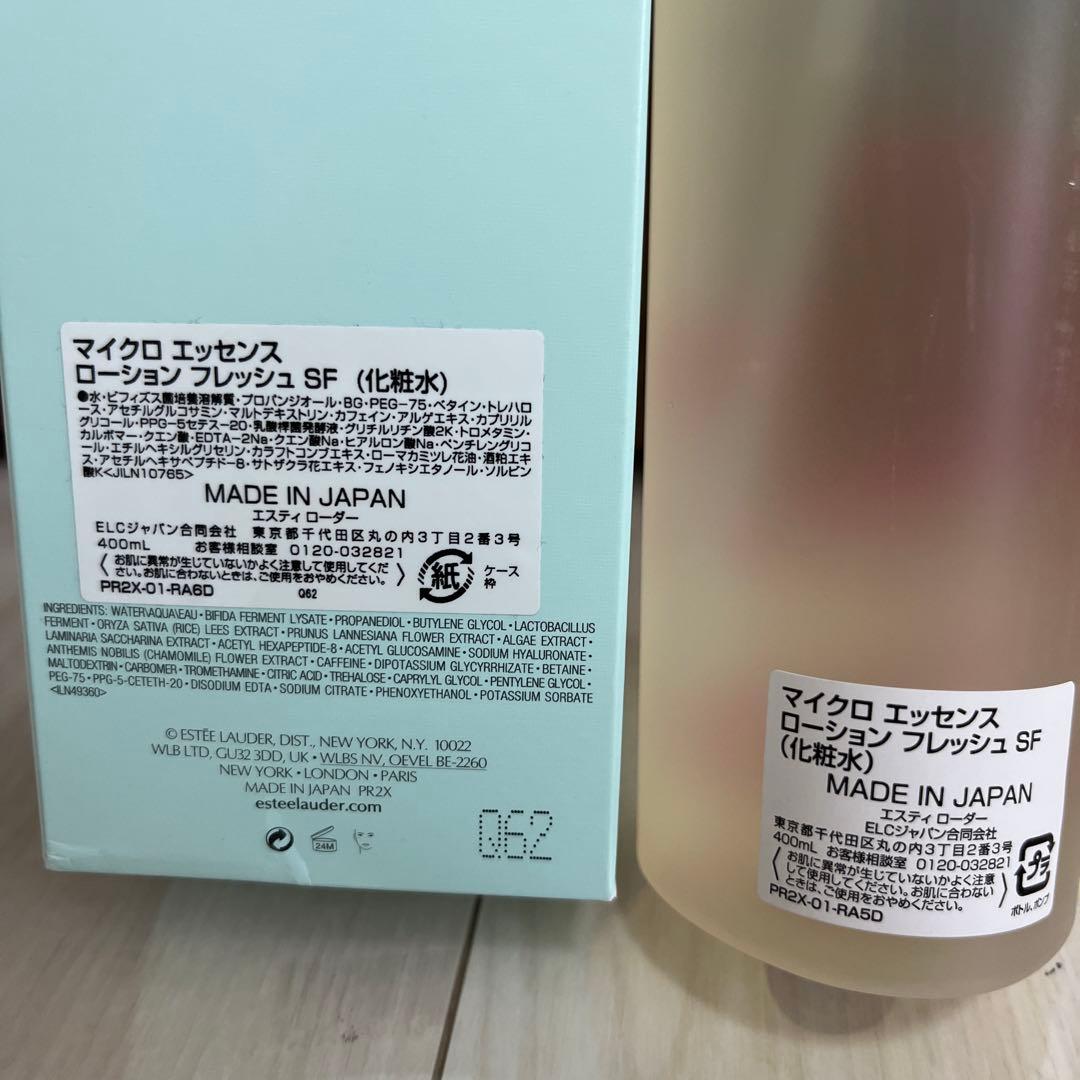 マイクロ エッセンス
ローション フレッシュ SF (化粧水)
●水・ビフィズス菌培養溶解質・プロパンジオール・BG・PEG-75・ベタイン・トレハロ
ース・アセチルグルコサミン・マルトデキストリン・カフェイン・アルゲエキス・カプリリル
グリコール・PPG-5セテス-20・乳酸桿菌発酵液・グリチルリチン酸2K・トロメタミン・
カルボマー・クエン酸・EDTA-2Na・クエン酸Na・ヒアルロン酸Na・ペンチレングリコ
ール・エチルヘキシルグリセリン・カラフトコンブエキス・ローマカミツレ花油・酒粕エキ
ス・アセチルヘキサペプチド-8・サトザクラ花エキス・フェノキシエタノール・ソルビン
酸K<JILN10765>
MADE IN JAPAN
エスティ ローダー
ELCジャパン合同会社 東京都千代田区丸の内3丁目2番3号
400mL お客様相談室 0120-032821
〈お肌に異常が生じていないかよく注意して使用してくだ
さい。お肌に合わないときは、ご使用をおやめください。〉
紙 ケース
枠
PR2X-01-RA6D Q62
INGREDIENTS: WATER\AQUA\EAU • BIFIDA FERMENT LYSATE • PROPANEDIOL • BUTYLENE GLYCOL • LACTOBACILLUS
FERMENT • ORYZA SATIVA (RICE) LEES EXTRACT • PRUNUS LANNESIANA FLOWER EXTRACT • ALGAE EXTRACT •
LAMINARIA SACCHARINA EXTRACT • ACETYL HEXAPEPTIDE-8 • ACETYL GLUCOSAMINE • SODIUM HYALURONATE •
ANTHEMIS NOBILIS (CHAMOMILE) FLOWER EXTRACT • CAFFEINE • DIPOTASSIUM GLYCYRRHIZATE • BETAINE •
MALTODEXTRIN • CARBOMER • TROMETHAMINE • CITRIC ACID • TREHALOSE • CAPRYLYL GLYCOL • PENTYLENE GLYCOL •
PEG-75 • PPG-5-CETETH-20 • DISODIUM EDTA • SODIUM CITRATE • PHENOXYETHANOL • POTASSIUM SORBATE
<ILN49360>
© ESTĒE LAUDER, DIST., NEW YORK, N.Y. 10022
WLB LTD, GU32 3DD, UK • WLBS NV, OEVEL BE-2260
NEW YORK • LONDON • PARIS
MADE IN JAPAN PR2X
esteelauder.com
24M
Q62
マイクロ エッセンス
ローション フレッシュ SF
(化粧水)
MADE IN JAPAN
エスティ ローダー
ELCジャパン合同会社
東京都千代田区丸の内3丁目2番3号
400mL お客様相談室 0120-032821
〈お肌に異常が生じていないかよく注意
して使用してください。お肌に合わない
ときは、ご使用をおやめください。〉
プラ
ボトル、ポンプ
PR2X-01-RA5D